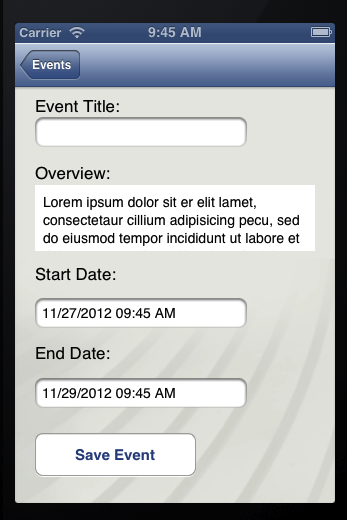 Carrier 9:45 AM
Events
Event Title:
Overview:
Lorem ipsum dolor sit er elit lamet,
consectetaur cillium adipisicing pecu, sed
do eiusmod tempor incididunt ut labore et
Start Date:
11/27/2012 09:45 AM
End Date:
11/29/2012 09:45 AM
Save Event